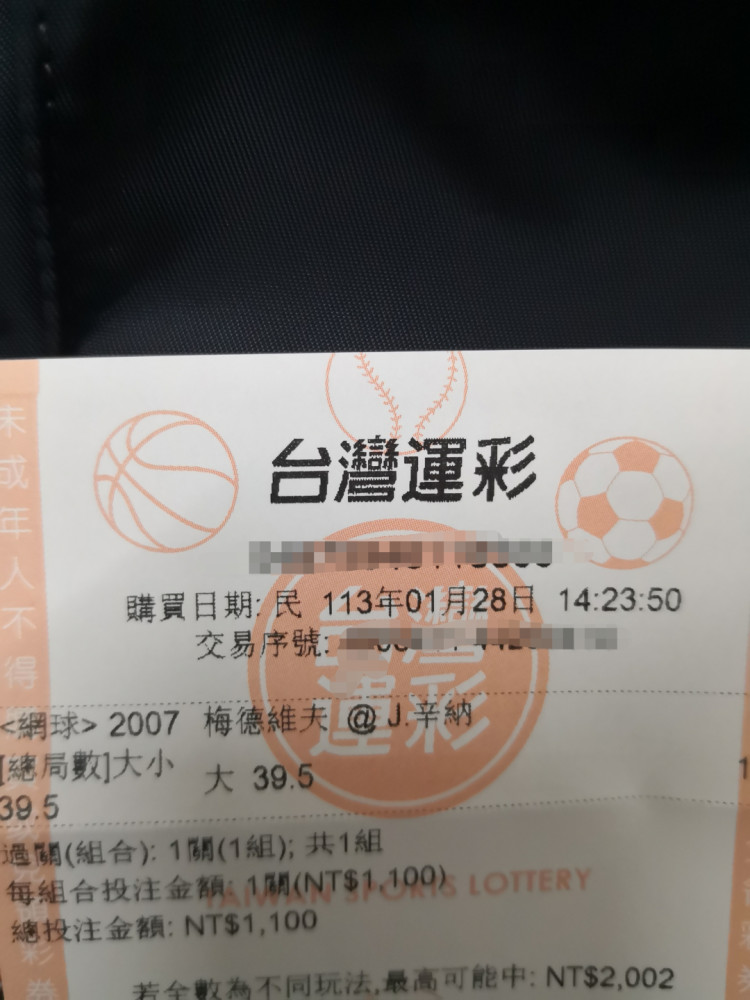 台灣運彩
購買日期: 民 113年01月28日 14:23:50
交易序號:
<網球> 2007 梅德維夫 @ J.辛納
[總局數]大小 大 39.5
39.5
過關(組合): 1關(1組); 共1組
每組合投注金額: 1關(NT$1,100)
總投注金額: NT$1,100
若全數為不同玩法,最高可能中: NT$2,002
台灣運彩
TAIWAN SPORTS LOTTERY
未成年人不得